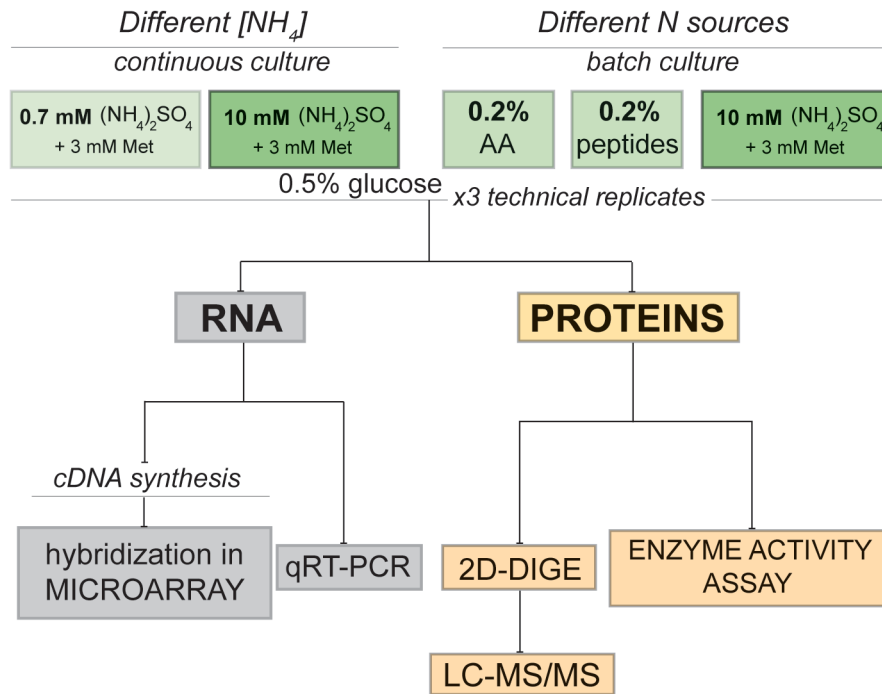 Different [NH₄]
Different N sources
continuous culture
batch culture
0.7 mM (NH₄)₂SO₄
+ 3 mM Met
10 mM (NH₄)₂SO₄
+ 3 mM Met
0.2%
AA
0.2%
peptides
10 mM (NH₄)₂SO₄
+ 3 mM Met
0.5% glucose
x3 technical replicates
RNA
PROTEINS
cDNA synthesis
hybridization in
MICROARRAY
qRT-PCR
2D-DIGE
ENZYME ACTIVITY
ASSAY
LC-MS/MS